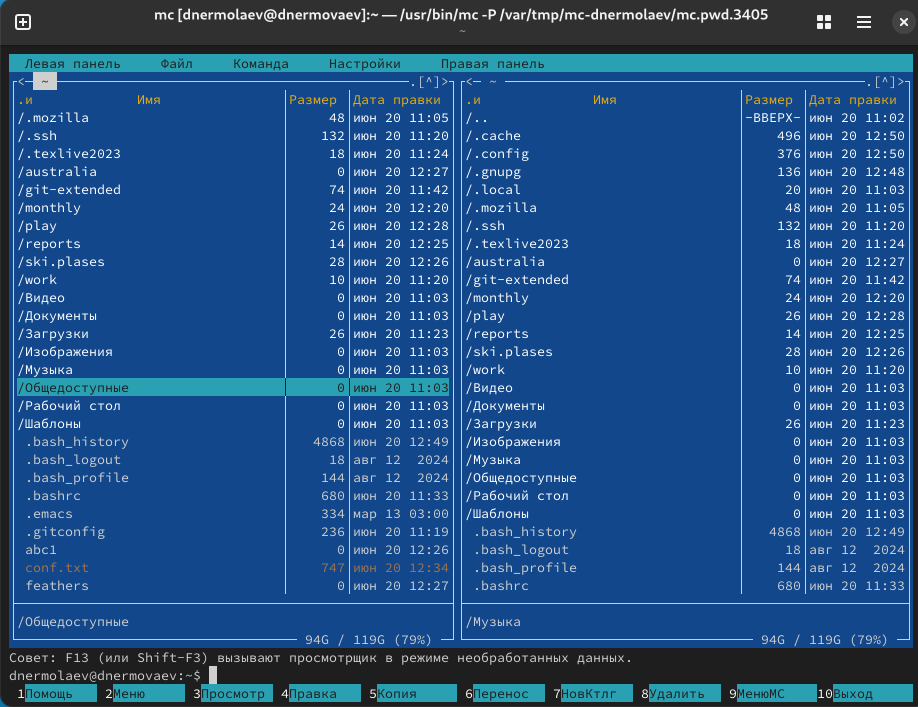 mc [dnermolaev@dnermovaev]:~ — /usr/bin/mc -P /var/tmp/mc-dnermolaev/mc.pwd.3405
~
Левая панель Файл Команда Настройки Правая панель
<─ ~ .[^]> <─ ~ .[^]>
.и Имя Размер Дата правки .и Имя Размер Дата правки
/.mozilla 48 июн 20 11:05 /.. -ВВЕРХ- июн 20 11:02
/.ssh 132 июн 20 11:20 /.cache 496 июн 20 12:50
/.texlive2023 18 июн 20 11:24 /.config 376 июн 20 12:50
/australia 0 июн 20 12:27 /.gnupg 136 июн 20 12:48
/git-extended 74 июн 20 11:42 /.local 20 июн 20 11:03
/monthly 24 июн 20 12:20 /.mozilla 48 июн 20 11:05
/play 26 июн 20 12:28 /.ssh 132 июн 20 11:20
/reports 14 июн 20 12:25 /.texlive2023 18 июн 20 11:24
/ski.plases 28 июн 20 12:26 /australia 0 июн 20 12:27
/work 10 июн 20 11:20 /git-extended 74 июн 20 11:42
/Видео 0 июн 20 11:03 /monthly 24 июн 20 12:20
/Документы 0 июн 20 11:03 /play 26 июн 20 12:28
/Загрузки 26 июн 20 11:23 /reports 14 июн 20 12:25
/Изображения 0 июн 20 11:03 /ski.plases 28 июн 20 12:26
/Музыка 0 июн 20 11:03 /work 10 июн 20 11:20
/Общедоступные 0 июн 20 11:03 /Видео 0 июн 20 11:03
/Рабочий стол 0 июн 20 11:03 /Документы 0 июн 20 11:03
/Шаблоны 0 июн 20 11:03 /Загрузки 26 июн 20 11:23
.bash_history 4868 июн 20 12:49 /Изображения 0 июн 20 11:03
.bash_logout 18 авг 12 2024 /Музыка 0 июн 20 11:03
.bash_profile 144 авг 12 2024 /Общедоступные 0 июн 20 11:03
.bashrc 680 июн 20 11:33 /Рабочий стол 0 июн 20 11:03
.emacs 334 мар 13 03:00 /Шаблоны 0 июн 20 11:03
.gitconfig 236 июн 20 11:19 .bash_history 4868 июн 20 12:49
abc1 0 июн 20 12:26 .bash_logout 18 авг 12 2024
conf.txt 747 июн 20 12:34 .bash_profile 144 авг 12 2024
feathers 0 июн 20 12:27 .bashrc 680 июн 20 11:33
/Общедоступные /Музыка
94G / 119G (79%) 94G / 119G (79%)
Совет: F13 (или Shift-F3) вызывают просмотрщик в режиме необработанных данных.
dnermolaev@dnermovaev:~$
1Помощь 2Меню 3Просмотр 4Правка 5Копия 6Перенос 7НовКтлг 8Удалить 9МенюMC 10Выход